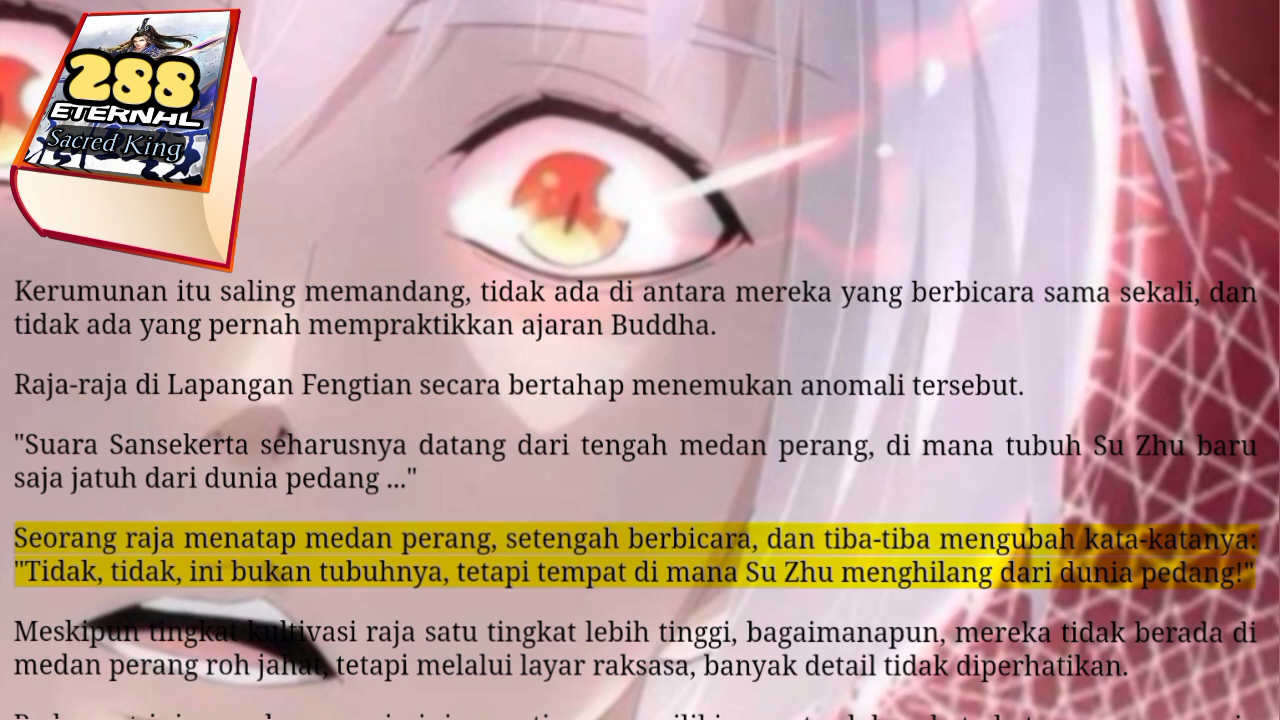 288
ETERNAL
Sacred King
Kerumunan itu saling memandang, tidak ada di antara mereka yang berbicara sama sekali, dan
tidak ada yang pernah mempraktikkan ajaran Buddha.
Raja-raja di Lapangan Fengtian secara bertahap menemukan anomali tersebut.
"Suara Sansekerta seharusnya datang dari tengah medan perang, di mana tubuh Su Zhu baru
saja jatuh dari dunia pedang ..."
Seorang raja menatap medan perang, setengah berbicara, dan tiba-tiba mengubah kata-katanya:
"Tidak, tidak, ini bukan tubuhnya, tetapi tempat di mana Su Zhu menghilang dari dunia pedang!"
Meskipun tingkat kultivasi raja satu tingkat lebih tinggi, bagaimanapun, mereka tidak berada di
medan perang roh jahat, tetapi melalui layar raksasa, banyak detail tidak diperhatikan.